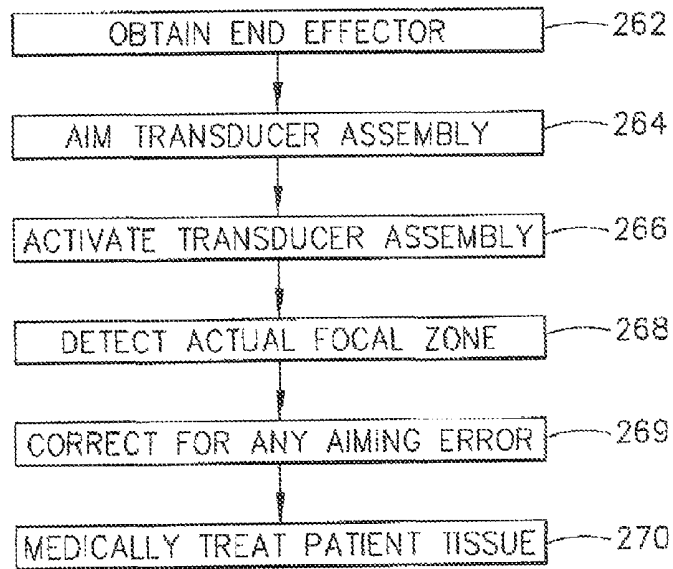 OBTAIN END EFFECTOR 262
AIM TRANSDUCER ASSEMBLY 264
ACTIVATE TRANSDUCER ASSEMBLY 266
DETECT ACTUAL FOCAL ZONE 268
CORRECT FOR ANY AIMING ERROR 269
MEDICALLY TREAT PATIENT TISSUE 270